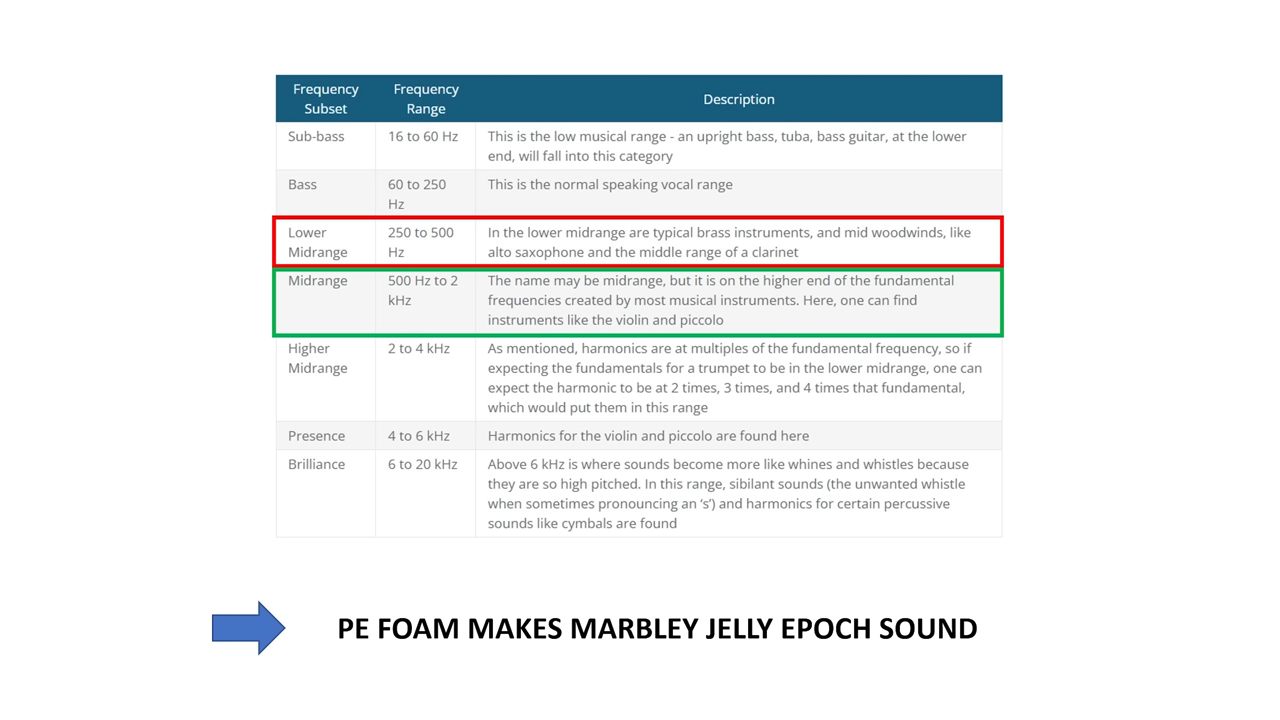 Frequency Subset
Frequency Range
Description
Sub-bass
16 to 60 Hz
This is the low musical range - an upright bass, tuba, bass guitar, at the lower
end, will fall into this category
Bass
60 to 250
Hz
This is the normal speaking vocal range
Lower
Midrange
250 to 500
Hz
In the lower midrange are typical brass instruments, and mid woodwinds, like
alto saxophone and the middle range of a clarinet
Midrange
500 Hz to 2
kHz
The name may be midrange, but it is on the higher end of the fundamental
frequencies created by most musical instruments. Here, one can find
instruments like the violin and piccolo
Higher
Midrange
2 to 4 kHz
As mentioned, harmonics are at multiples of the fundamental frequency, so if
expecting the fundamentals for a trumpet to be in the lower midrange, one can
expect the harmonic to be at 2 times, 3 times, and 4 times that fundamental,
which would put them in this range
Presence
4 to 6 kHz
Harmonics for the violin and piccolo are found here
Brilliance
6 to 20 kHz
Above 6 kHz is where sounds become more like whines and whistles because
they are so high pitched. In this range, sibilant sounds (the unwanted whistle
when sometimes pronouncing an ‘s’) and harmonics for certain percussive
sounds like cymbals are found
PE FOAM MAKES MARBLEY JELLY EPOCH SOUND